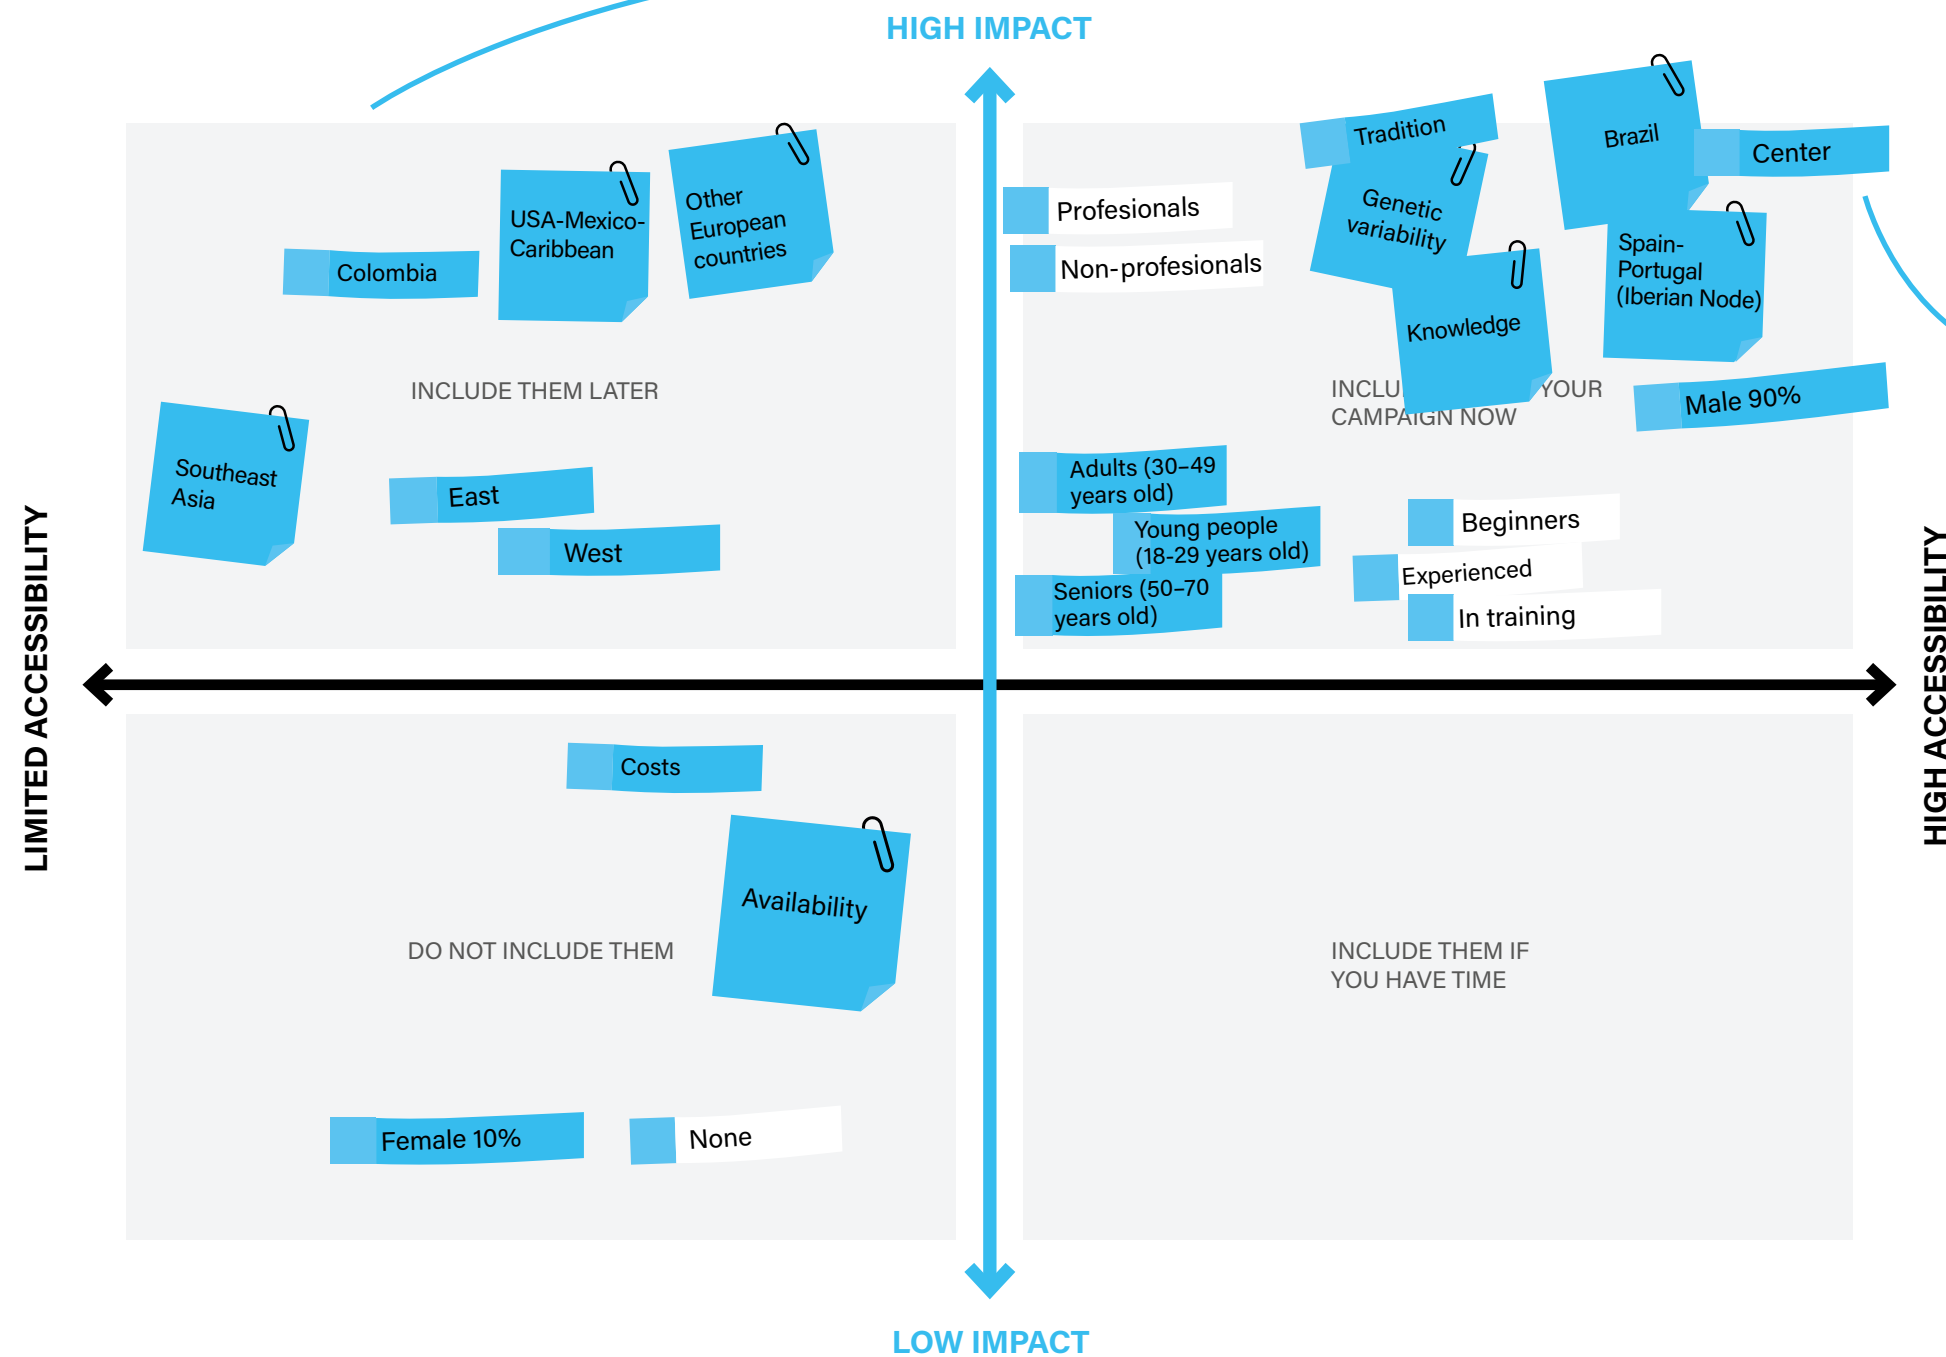 HIGH IMPACT
Tradition
Brazil
Center
Other
European
countries
USA-Mexico-
Caribbean
Profesionals
Genetic
variability
Colombia
Non-profesionals
Spain-
Portugal
(Iberian Node)
Knowledge
INCLUDE THEM LATER
YOUR
CAMPAIGN NOW
Male 90%
Southeast
Asia
East
West
Adults (30–49
years old)
Young people
(18-29 years old)
Seniors (50–70
years old)
Beginners
Experienced
In training
LIMITED ACCESSIBILITY
HIGH ACCESSIBILITY
Costs
Availability
DO NOT INCLUDE THEM
INCLUDE THEM IF
YOU HAVE TIME
Female 10%
None
LOW IMPACT